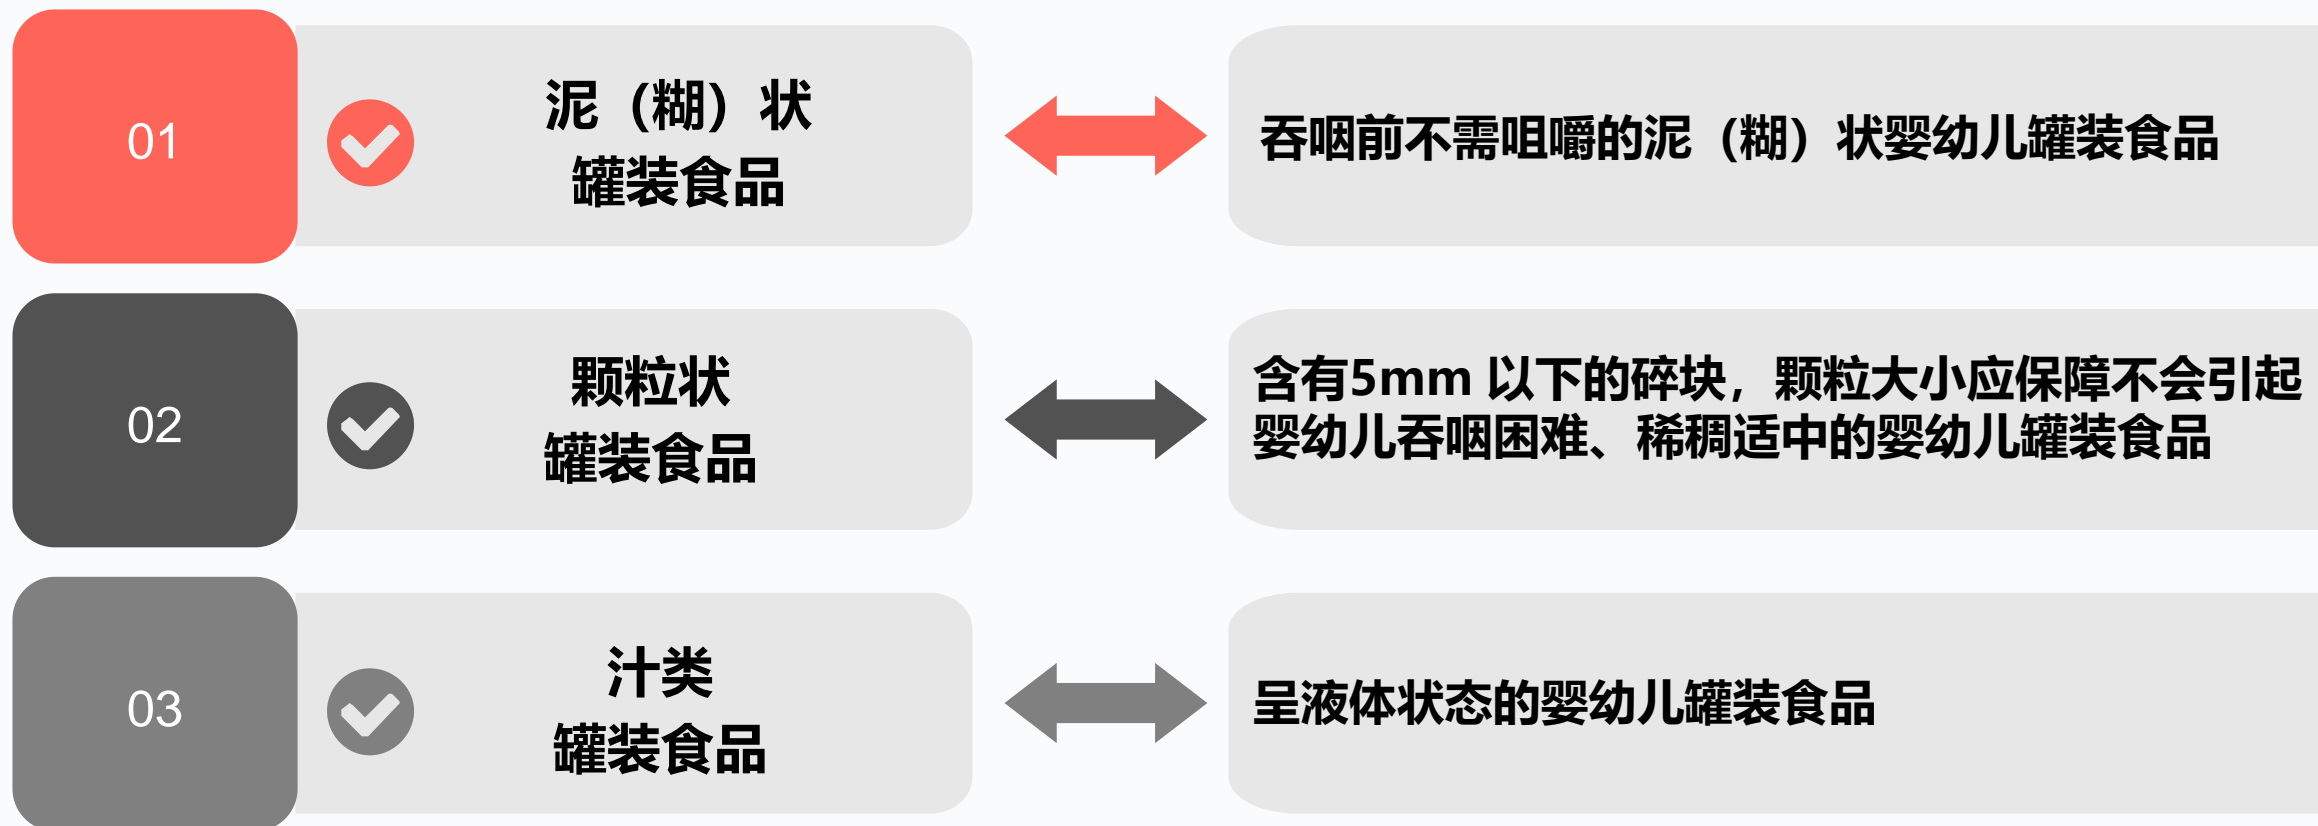 01
泥（糊）状
罐装食品
吞咽前不需咀嚼的泥（糊）状婴幼儿罐装食品
02
颗粒状
罐装食品
含有5mm 以下的碎块，颗粒大小应保障不会引起
婴幼儿吞咽困难、稀稠适中的婴幼儿罐装食品
03
汁类
罐装食品
呈液体状态的婴幼儿罐装食品